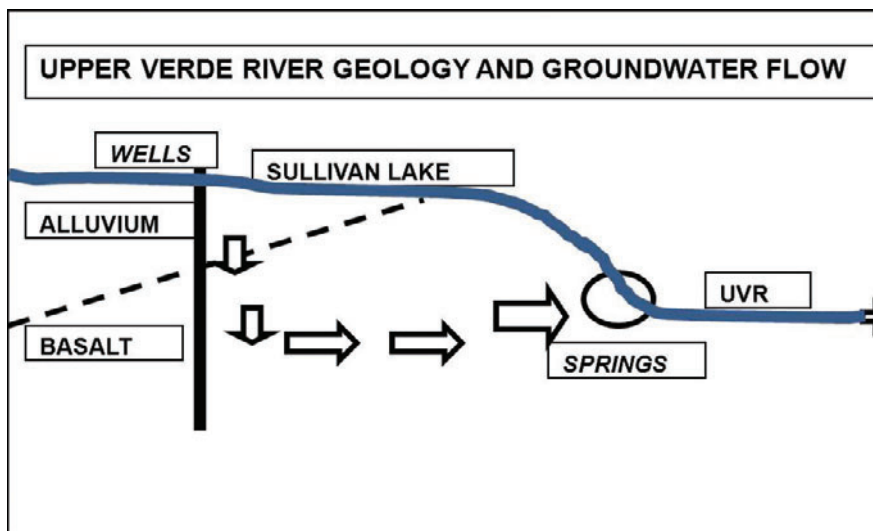 UPPER VERDE RIVER GEOLOGY AND GROUNDWATER FLOW
WELLS
SULLIVAN LAKE
ALLUVIUM
UVR
BASALT
SPRINGS